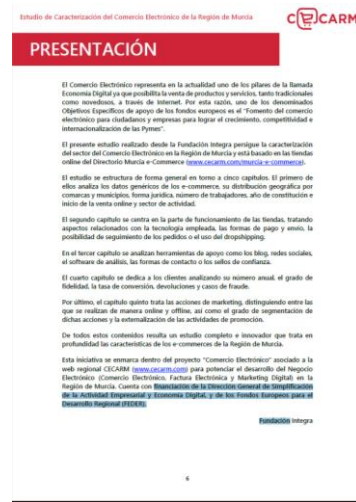 Estudio de Caracterización del Comercio Electrónico de la Región de Murcia
CECARM
PRESENTACIÓN
El Comercio Electrónico representa en la actualidad uno de los pilares de la llamada
Economía Digital ya que posibilita la venta de productos y servicios, tanto tradicionales
como novedosos, a través de Internet. Por esta razón, uno de los denominados
Objetivos Específicos de apoyo de los fondos europeos es el "Fomento del comercio
electrónico para ciudadanos y empresas para lograr el crecimiento, competitividad e
internacionalización de las Pymes".
El presente estudio realizado desde la Fundación Integra persigue la caracterización
del sector del Comercio Electrónico en la Región de Murcia y está basado en las tiendas
online del Directorio Murcia e-Commerce (www.cecarm.com/murcia-e-commerce).
El estudio se estructura de forma general en torno a cinco capítulos. El primero de
ellos analiza los datos genéricos de los e-commerce, su distribución geográfica por
comarcas y municipios, forma jurídica, número de trabajadores, año de constitución e
inicio de la venta online y sector de actividad.
El segundo capítulo se centra en la parte de funcionamiento de las tiendas, tratando
aspectos relacionados con la tecnología empleada, las formas de pago y envío, la
posibilidad de seguimiento de los pedidos o el uso del dropshipping.
En el tercer capítulo se analizan herramientas de apoyo como los blog, redes sociales,
el software de análisis, las formas de contacto o los sellos de confianza.
El cuarto capítulo se dedica a los clientes analizando su número anual, el grado de
fidelidad, la tasa de conversión, devoluciones y casos de fraude.
Por último, el capítulo quinto trata las acciones de marketing, distinguiendo entre las
que se realizan de manera online y offline, así como el grado de segmentación de
dichas acciones y la externalización de las actividades de promoción.
De todos estos contenidos resulta un estudio completo e innovador que trata en
profundidad las características de los e-commerces de la Región de Murcia.
Esta iniciativa se enmarca dentro del proyecto "Comercio Electrónico" asociado a la
web regional CECARM (www.cecarm.com) para potenciar el desarrollo del Negocio
Electrónico (Comercio Electrónico, Factura Electrónica y Marketing Digital) en la
Región de Murcia. Cuenta con financiación de la Dirección General de Simplificación
de la Actividad Empresarial y Economía Digital, y de los Fondos Europeos para el
Desarrollo Regional (FEDER).
Fundación Integra
6